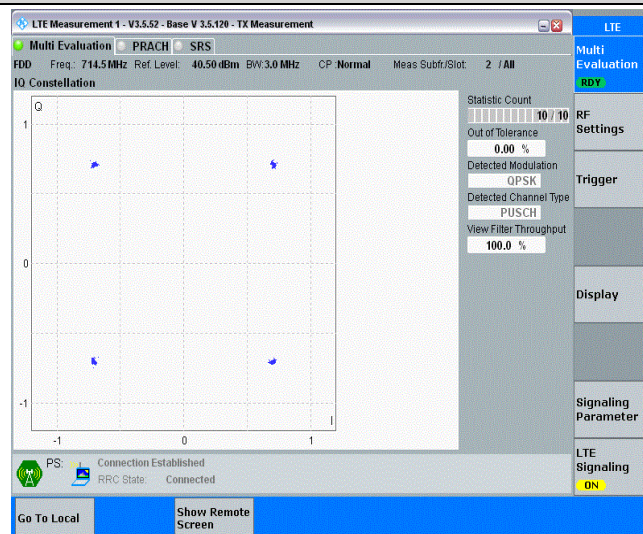 LTE Measurement 1 - V3.5.52 - Base V 3.5.120 - TX Measurement
LTE
Multi Evaluation PRACH SRS
FDD Freq.: 714.5 MHz Ref. Level: 40.50 dBm BW: 3.0 MHz CP :Normal Meas Subfr./Slot: 2 / All
IQ Constellation
Q
1
0
-1
I
-1 0 1
Statistic Count
10 / 10
Out of Tolerance
0.00 %
Detected Modulation
QPSK
Detected Channel Type
PUSCH
View Filter Throughput
100.0 %
PS: Connection Established
RRC State: Connected
Multi
Evaluation
RDY
RF
Settings
Trigger
Display
Signaling
Parameter
LTE
Signaling
ON
Go To Local
Show Remote
Screen